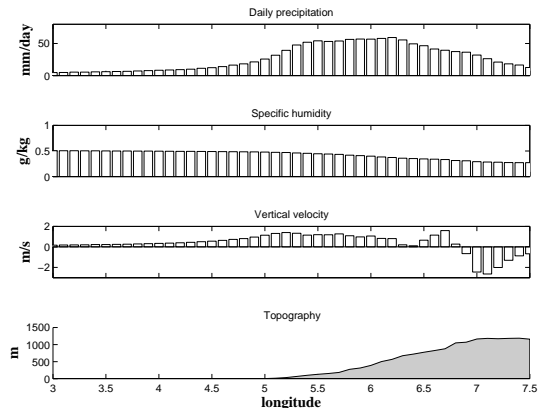 Daily precipitation
mm/day
50
0
Specific humidity
g/kg
1
0.5
0
Vertical velocity
m/s
2
0
−2
Topography
m
1500
1000
500
0
3 3.5 4 4.5 5 5.5 6 6.5 7 7.5
longitude